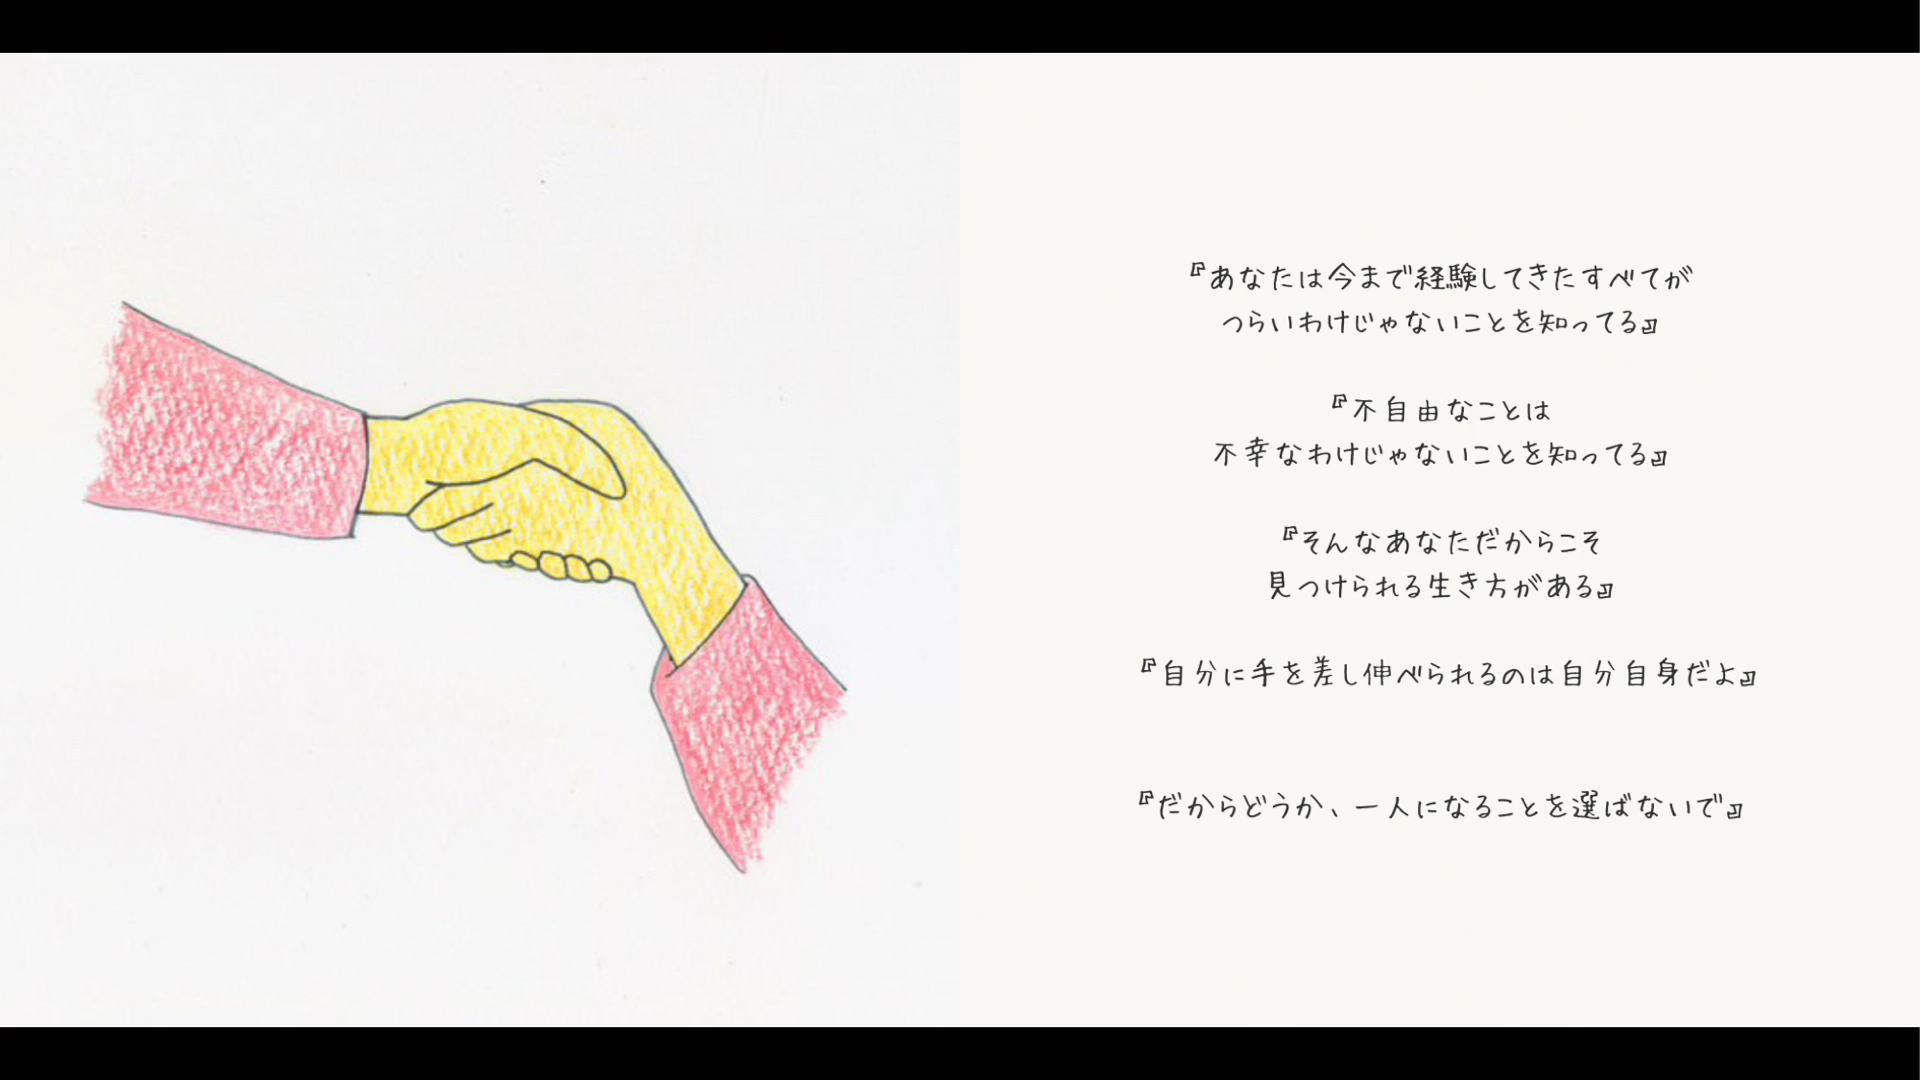 『あなたは今まで経験してきたすべてが
つらいわけじゃないことを知ってる』
『不自由なことは
不幸なわけじゃないことを知ってる』
『そんなあなただからこそ
見つけられる生き方がある』
『自分に手を差し伸べられるのは自分自身だよ』
『だからどうか、一人になることを選ばないで』